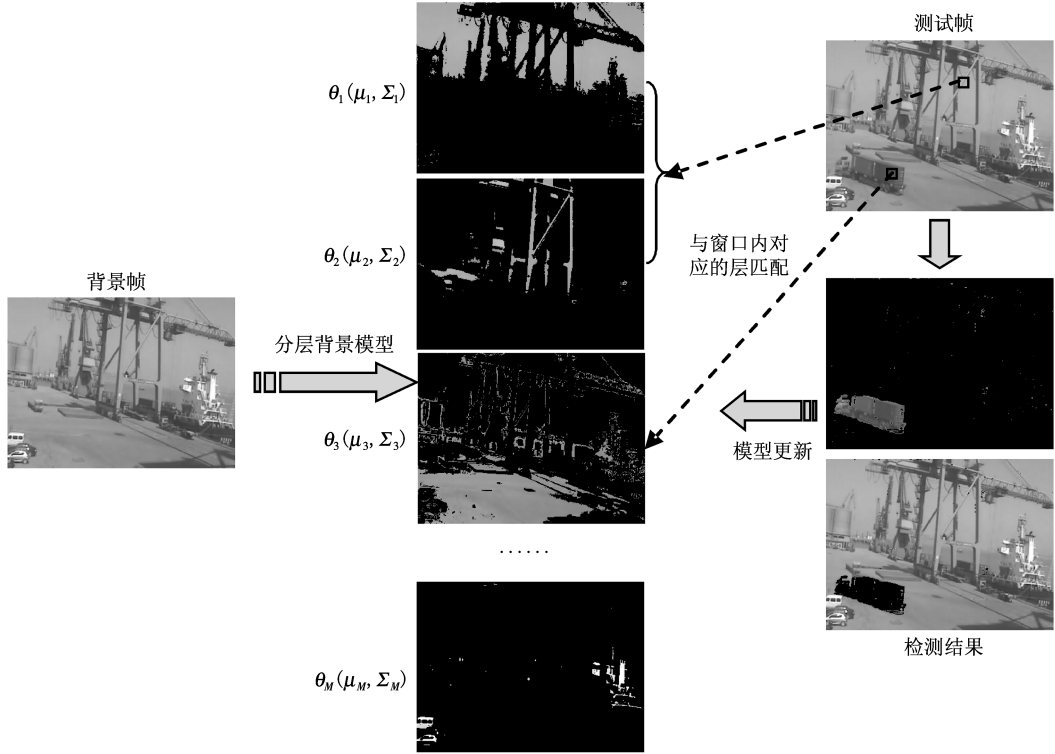 测试帧
θ1(μ1, Σ1)
与窗口内对
应的层匹配
θ2(μ2, Σ2)
背景帧
分层背景模型
θ3(μ3, Σ3)
模型更新
······
检测结果
θM(μM, ΣM)